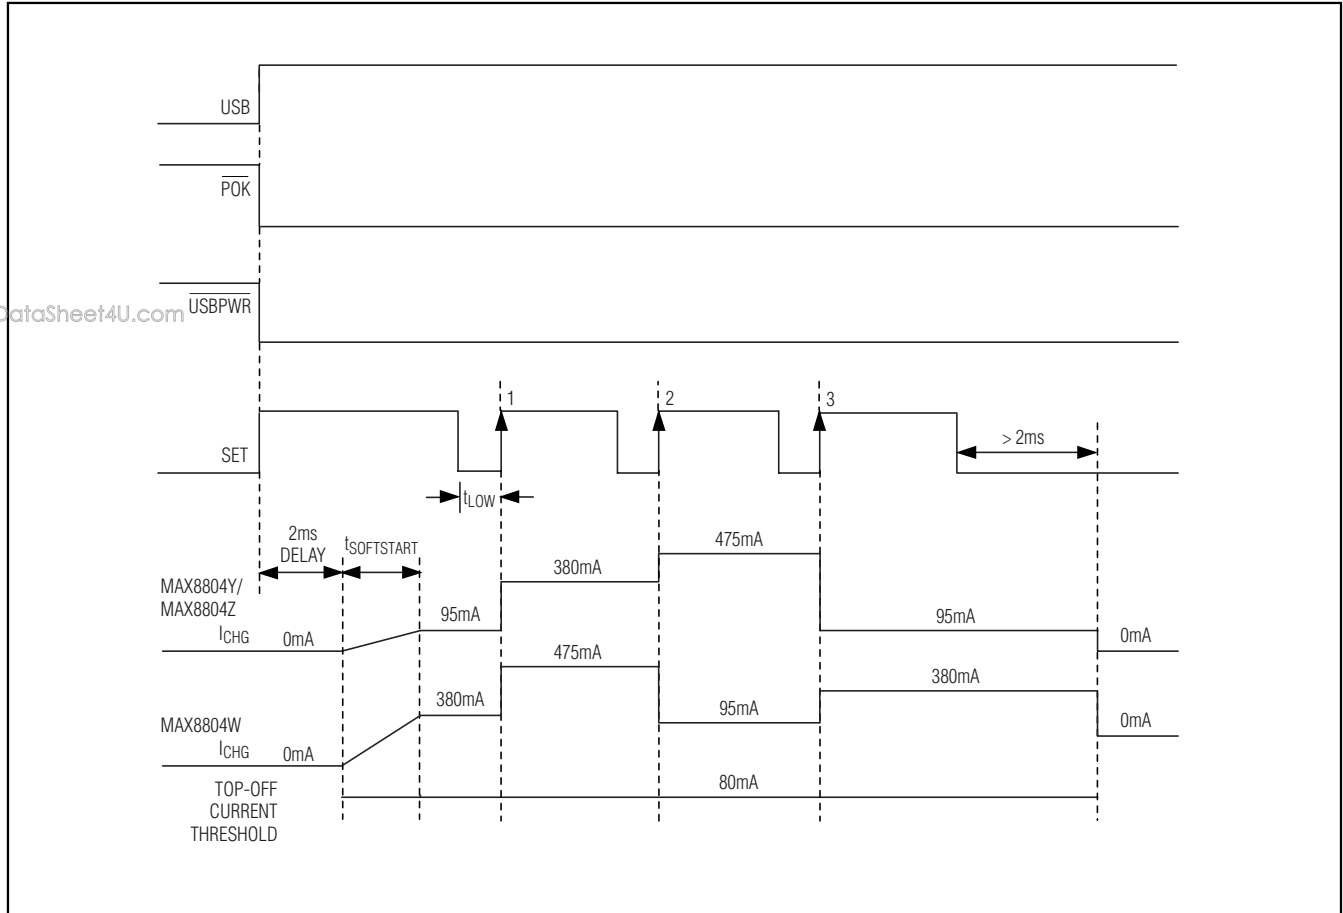 USB
POK
DataSheet4U.com
USBPWR
1
2
3
SET
> 2ms
tLOW
2ms
DELAY
tSOFTSTART
475mA
380mA
MAX8804Y/
MAX8804Z
ICHG
0mA
95mA
95mA
0mA
475mA
380mA
380mA
95mA
MAX8804W
ICHG
0mA
0mA
TOP-OFF
CURRENT
THRESHOLD
80mA